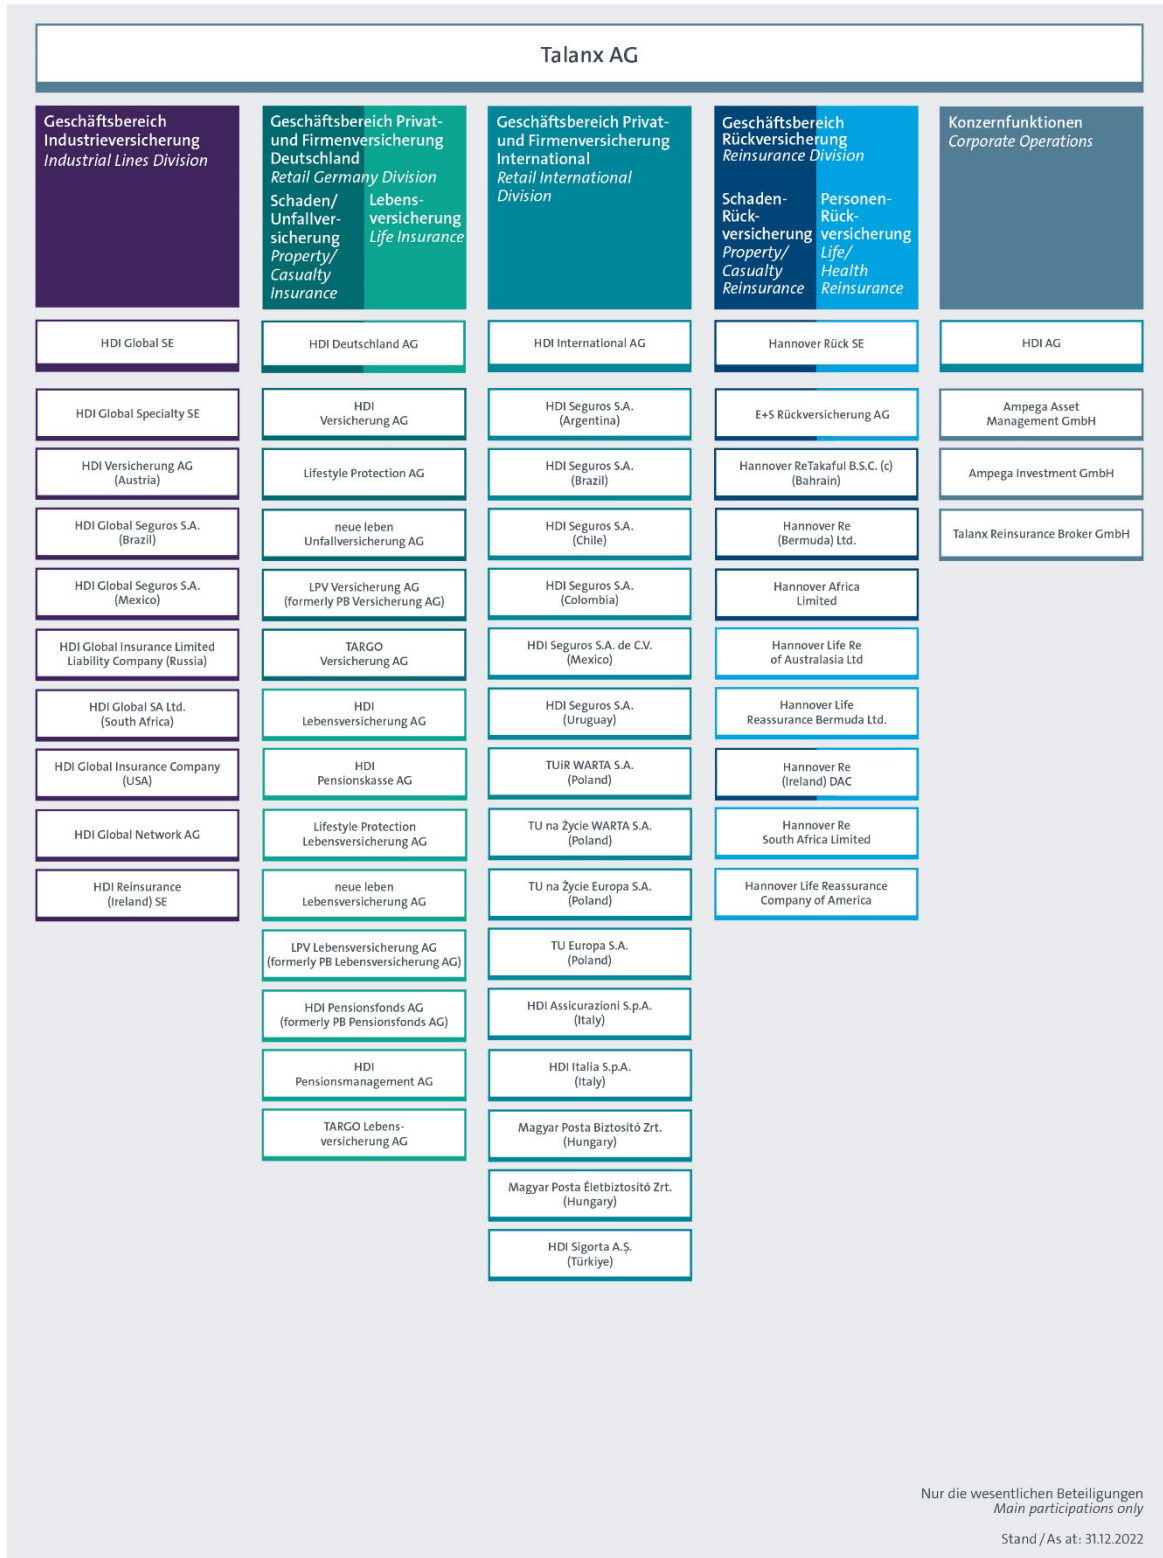 Talanx AG
Geschäftsbereich
Industrieversicherung
Industrial Lines Division
HDI Global SE
HDI Global Specialty SE
HDI Versicherung AG
(Austria)
HDI Global Seguros S.A.
(Brazil)
HDI Global Seguros S.A.
(Mexico)
HDI Global Insurance Limited
Liability Company (Russia)
HDI Global SA Ltd.
(South Africa)
HDI Global Insurance Company
(USA)
HDI Global Network AG
HDI Reinsurance
(Ireland) SE
Geschäftsbereich Privat-
und Firmenversicherung
Deutschland
Retail Germany Division
Schaden/
Unfallver-
sicherung
Property/
Casualty
Insurance
Lebens-
versicherung
Life Insurance
HDI Deutschland AG
HDI
Versicherung AG
Lifestyle Protection AG
neue leben
Unfallversicherung AG
LPV Versicherung AG
(formerly PB Versicherung AG)
TARGO
Versicherung AG
HDI
Lebensversicherung AG
HDI
Pensionskasse AG
Lifestyle Protection
Lebensversicherung AG
neue leben
Lebensversicherung AG
LPV Lebensversicherung AG
(formerly PB Lebensversicherung AG)
HDI Pensionsfonds AG
(formerly PB Pensionsfonds AG)
HDI
Pensionsmanagement AG
TARGO Lebens-
versicherung AG
Geschäftsbereich Privat-
und Firmenversicherung
International
Retail International
Division
HDI International AG
HDI Seguros S.A.
(Argentina)
HDI Seguros S.A.
(Brazil)
HDI Seguros S.A.
(Chile)
HDI Seguros S.A.
(Colombia)
HDI Seguros S.A. de C.V.
(Mexico)
HDI Seguros S.A.
(Uruguay)
TUiR WARTA S.A.
(Poland)
TU na Życie WARTA S.A.
(Poland)
TU na Życie Europa S.A.
(Poland)
TU Europa S.A.
(Poland)
HDI Assicurazioni S.p.A.
(Italy)
HDI Italia S.p.A.
(Italy)
Magyar Posta Biztosító Zrt.
(Hungary)
Magyar Posta Életbiztosító Zrt.
(Hungary)
HDI Sigorta A.Ş.
(Türkiye)
Geschäftsbereich
Rückversicherung
Reinsurance Division
Schaden-
Rück-
versicherung
Property/
Casualty
Reinsurance
Personen-
Rück-
versicherung
Life/
Health
Reinsurance
Hannover Rück SE
E+S Rückversicherung AG
Hannover ReTakaful B.S.C. (c)
(Bahrain)
Hannover Re
(Bermuda) Ltd.
Hannover Africa
Limited
Hannover Life Re
of Australasia Ltd
Hannover Life
Reassurance Bermuda Ltd.
Hannover Re
(Ireland) DAC
Hannover Re
South Africa Limited
Hannover Life Reassurance
Company of America
Konzernfunktionen
Corporate Operations
HDI AG
Ampega Asset
Management GmbH
Ampega Investment GmbH
Talanx Reinsurance Broker GmbH
Nur die wesentlichen Beteiligungen
Main participations only
Stand / As at: 31.12.2022